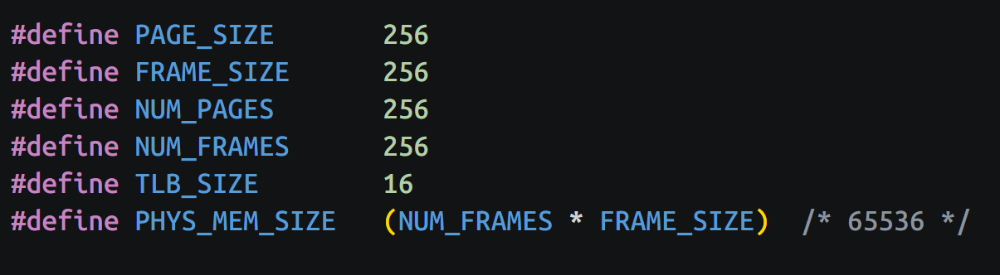 #define PAGE_SIZE 256
#define FRAME_SIZE 256
#define NUM_PAGES 256
#define NUM_FRAMES 256
#define TLB_SIZE 16
#define PHYS_MEM_SIZE (NUM_FRAMES * FRAME_SIZE) /* 65536 */